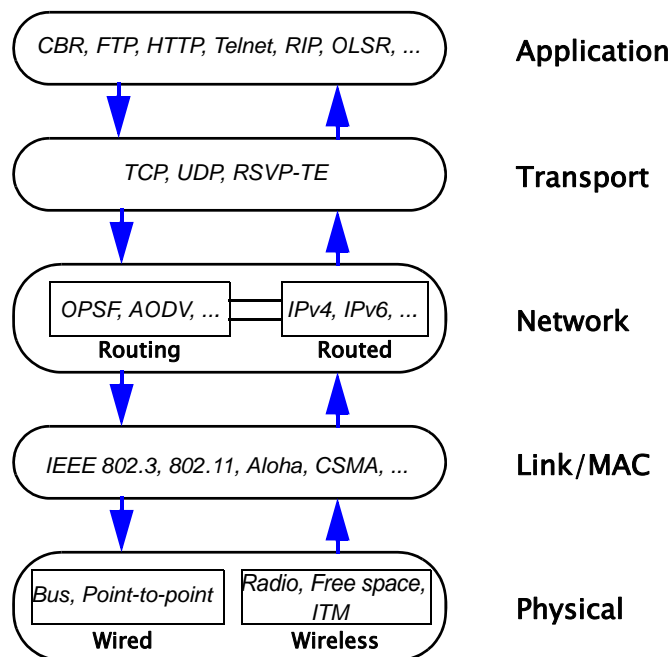 CBR, FTP, HTTP, Telnet, RIP, OLSR, ...
Application
TCP, UDP, RSVP-TE
Transport
OPSF, AODV, ...
IPv4, IPv6, ...
Routing
Routed
Network
IEEE 802.3, 802.11, Aloha, CSMA, ...
Link/MAC
Bus, Point-to-point
Radio, Free space,
ITM
Wired
Wireless
Physical